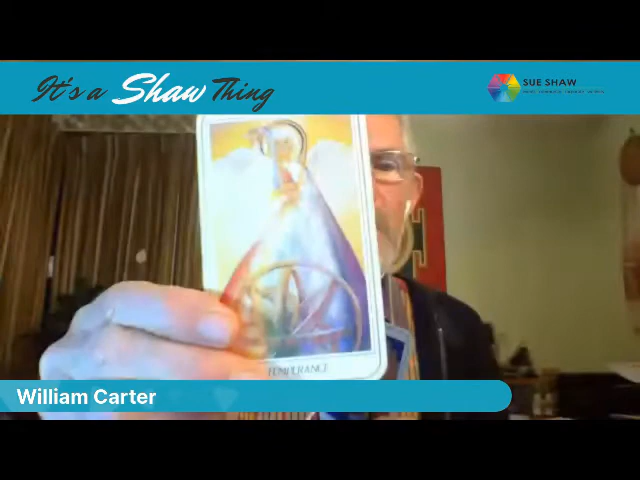 It's a Shaw Thing
SUE SHAW
TEMPERANCE
William Carter